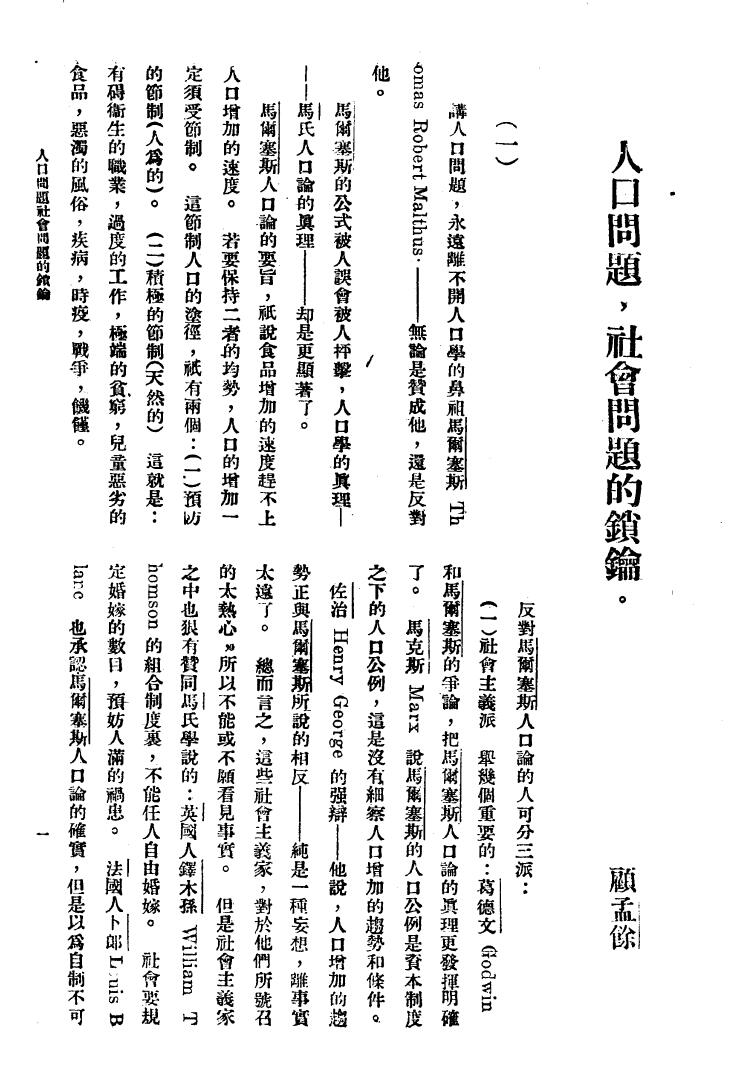 人口問題，社會問題的鎖鑰。
顧孟餘
（一）
講人口問題，永遠離不開人口學的鼻祖馬爾塞斯 Th
omas Robert Malthus.——無論是贊成他，還是反對
他。
馬爾塞斯的公式被人誤會被人抨擊，人口學的眞理—
—馬氏人口論的眞理——却是更顯著了。
馬爾塞斯人口論的要旨，祇說食品增加的速度趕不上
人口增加的速度。　若要保持二者的均勢，人口的增加一
定須受節制。　這節制人口的塗徑，祇有兩個：（一）預防
的節制（人爲的）。　（二）積極的節制（天然的）　這就是：
有碍衞生的職業，過度的工作，極端的貧窮，兒童惡劣的
食品，惡濁的風俗，疾病，時疫，戰爭，饑饉。
反對馬爾塞斯人口論的人可分三派：
（一）社會主義派　舉幾個重要的：葛德文 Godwin
和馬爾塞斯的爭論，把馬爾塞斯人口論的眞理更發揮明確
了。　馬克斯 Marx　說馬爾塞斯的人口公例是資本制度
之下的人口公例，這是沒有細察人口增加的趨勢和條件。
佐治 Henry George 的强辯——他說，人口增加的趨
勢正與馬爾塞斯所說的相反——純是一種妄想，離事實
太遠了。　總而言之，這些社會主義家，對於他們所號召
的太熱心”所以不能或不願看見事實。　但是社會主義家
之中也狠有贊同馬氏學說的：英國人鐸木孫 William T
homson 的組合制度裏，不能任人自由婚嫁。　社會要規
定婚嫁的數目，預妨人滿的禍患。　法國人卜郎 Louis B
lanc 也承認馬爾塞斯人口論的確實，但是以爲自制不可
人口問題社會問題的鎖鑰
一